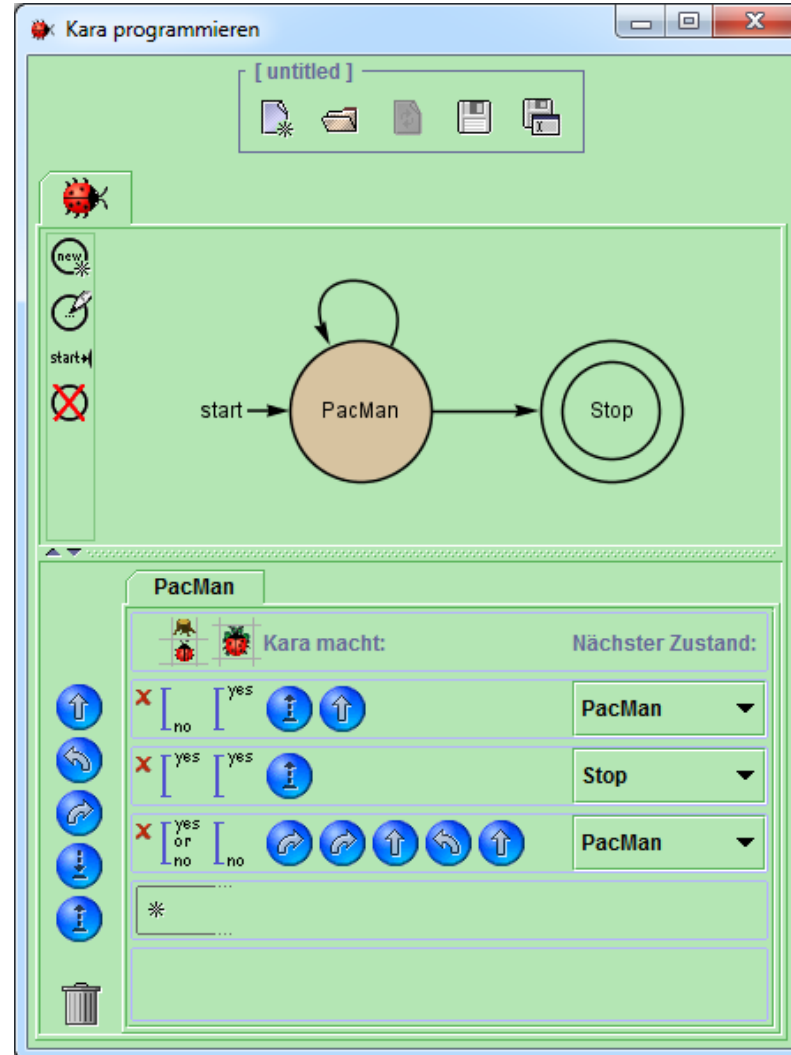 Kara programmieren
[ untitled ]
new
start
start
PacMan
Stop
PacMan
Kara macht: Nächster Zustand:
no yes PacMan
yes yes Stop
yes or no no PacMan